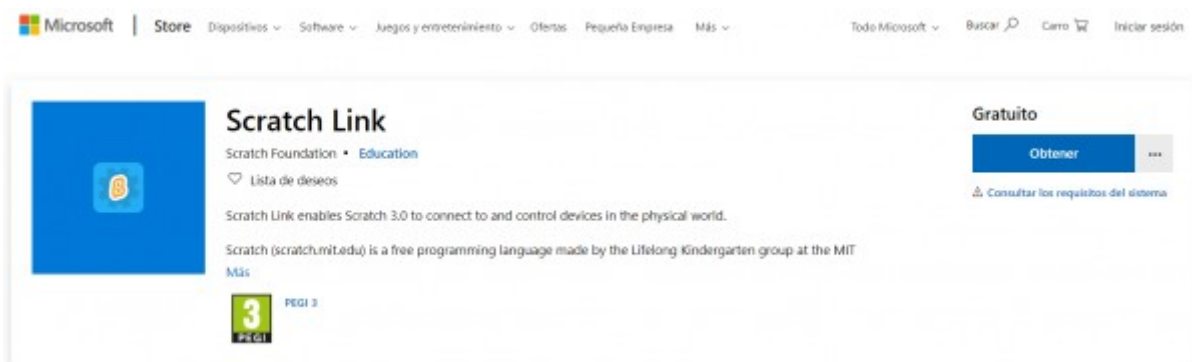 Microsoft | Store Dispositivos Software Juegos y entretenimiento Ofertas Pequeña Empresa Más Todo Microsoft Buscar Carro Iniciar sesión
Scratch Link
Scratch Foundation • Education
Lista de deseos
Scratch Link enables Scratch 3.0 to connect to and control devices in the physical world.
Scratch (scratch.mit.edu) is a free programming language made by the Lifelong Kindergarten group at the MIT
Más
3
PEGI
PEGI 3
Gratuito
Obtener ...
Consultar los requisitos del sistema